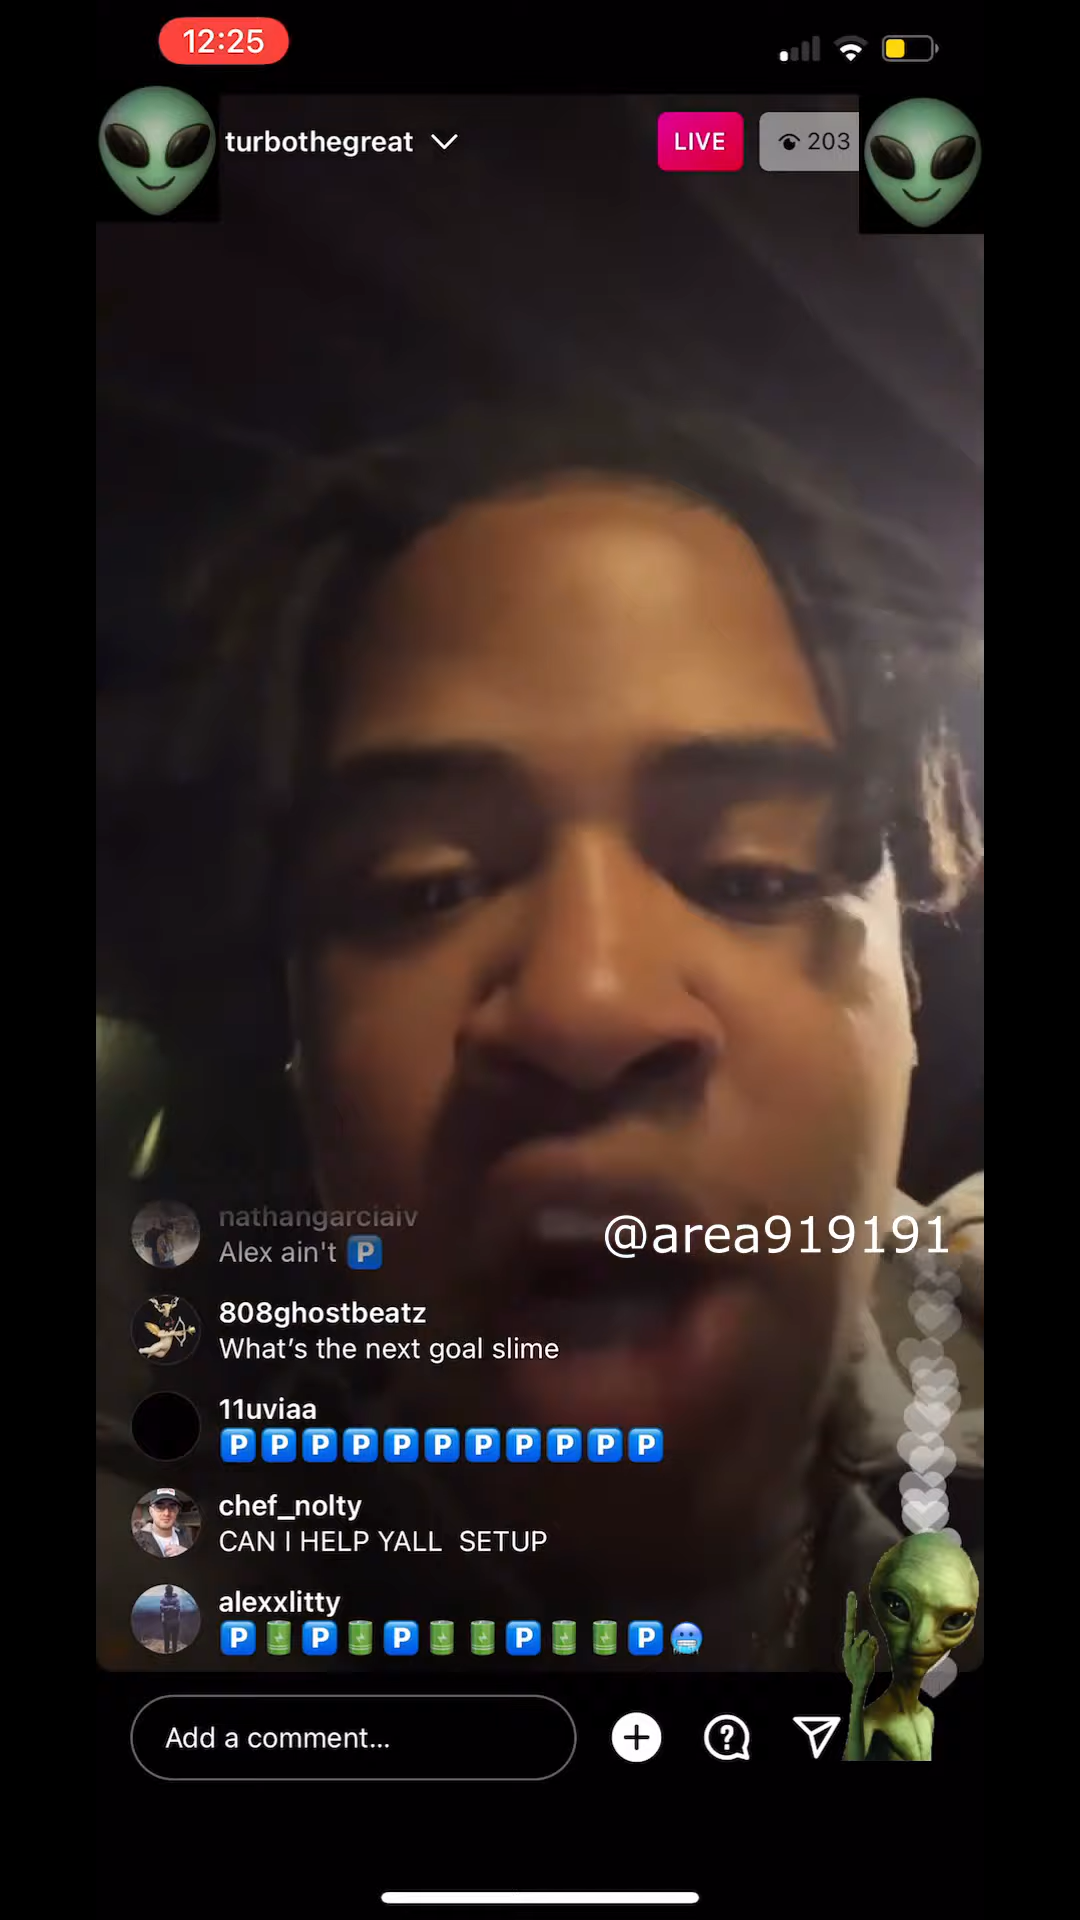 12:25
turbothegreat
LIVE
203
nathangarciaiv
Alex ain't 🅿️
@area919191
808ghostbeatz
What's the next goal slime
11uviaa
🅿️🅿️🅿️🅿️🅿️🅿️🅿️🅿️🅿️🅿️🅿️
chef_nolty
CAN I HELP YALL  SETUP
alexxlitty
🅿️🔋🅿️🔋🅿️🔋🔋🅿️🔋🔋🅿️🥶
Add a comment...